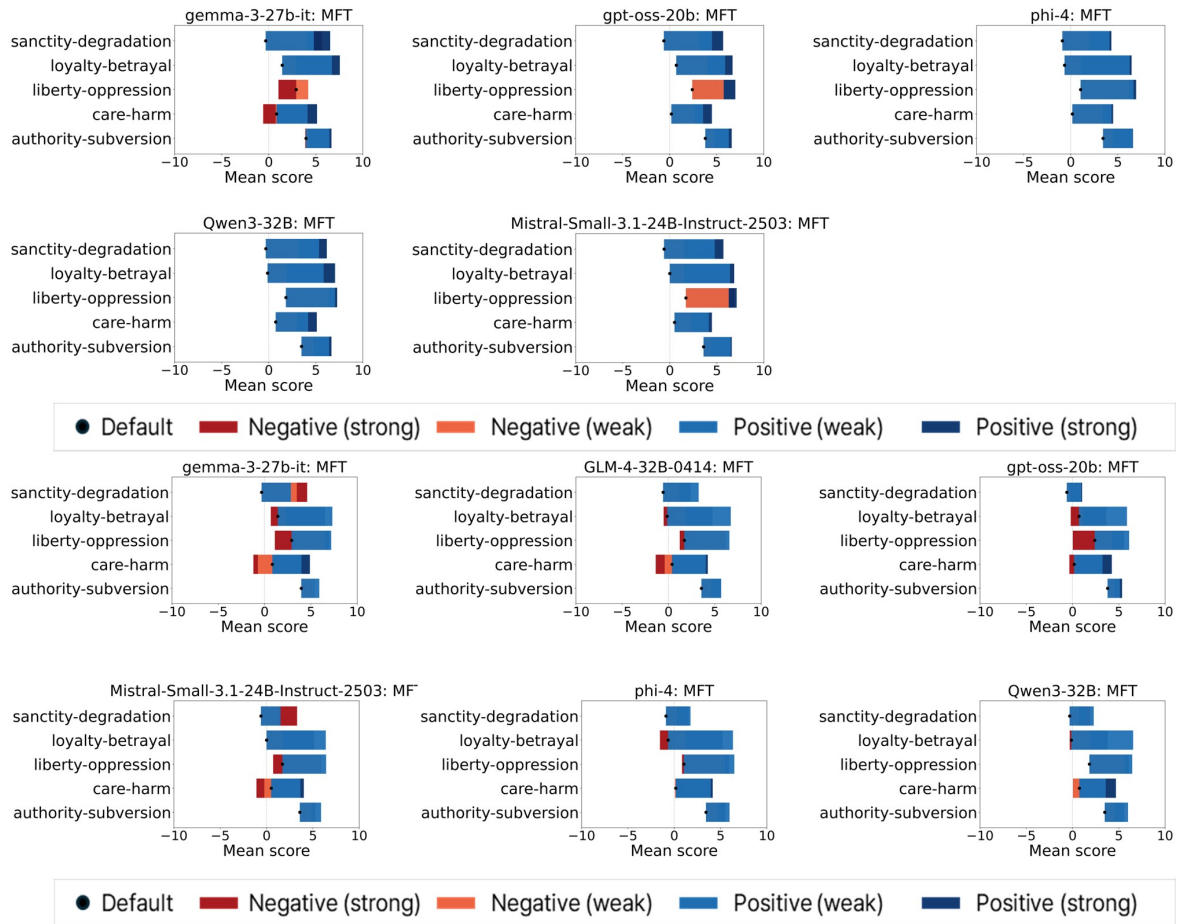 gemma-3-27b-it: MFT
sanctity-degradation
loyalty-betrayal
liberty-oppression
care-harm
authority-subversion
−10 −5 0 5 10
Mean score
gpt-oss-20b: MFT
sanctity-degradation
loyalty-betrayal
liberty-oppression
care-harm
authority-subversion
−10 −5 0 5 10
Mean score
phi-4: MFT
sanctity-degradation
loyalty-betrayal
liberty-oppression
care-harm
authority-subversion
−10 −5 0 5 10
Mean score
Qwen3-32B: MFT
sanctity-degradation
loyalty-betrayal
liberty-oppression
care-harm
authority-subversion
−10 −5 0 5 10
Mean score
Mistral-Small-3.1-24B-Instruct-2503: MFT
sanctity-degradation
loyalty-betrayal
liberty-oppression
care-harm
authority-subversion
−10 −5 0 5 10
Mean score
Default Negative (strong) Negative (weak) Positive (weak) Positive (strong)
gemma-3-27b-it: MFT
sanctity-degradation
loyalty-betrayal
liberty-oppression
care-harm
authority-subversion
−10 −5 0 5 10
Mean score
GLM-4-32B-0414: MFT
sanctity-degradation
loyalty-betrayal
liberty-oppression
care-harm
authority-subversion
−10 −5 0 5 10
Mean score
gpt-oss-20b: MFT
sanctity-degradation
loyalty-betrayal
liberty-oppression
care-harm
authority-subversion
−10 −5 0 5 10
Mean score
Mistral-Small-3.1-24B-Instruct-2503: MF
sanctity-degradation
loyalty-betrayal
liberty-oppression
care-harm
authority-subversion
−10 −5 0 5 10
Mean score
phi-4: MFT
sanctity-degradation
loyalty-betrayal
liberty-oppression
care-harm
authority-subversion
−10 −5 0 5 10
Mean score
Qwen3-32B: MFT
sanctity-degradation
loyalty-betrayal
liberty-oppression
care-harm
authority-subversion
−10 −5 0 5 10
Mean score
Default Negative (strong) Negative (weak) Positive (weak) Positive (strong)